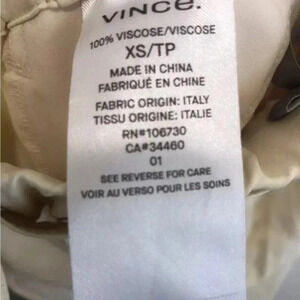 VINCE.
100% VISCOSE/VISCOSE
XS/TP
MADE IN CHINA
FABRIQUÉ EN CHINE
FABRIC ORIGIN: ITALY
TISSU ORIGINE: ITALIE
RN#106730
CA#34460
01
SEE REVERSE FOR CARE
VOIR AU VERSO POUR LES SOINS